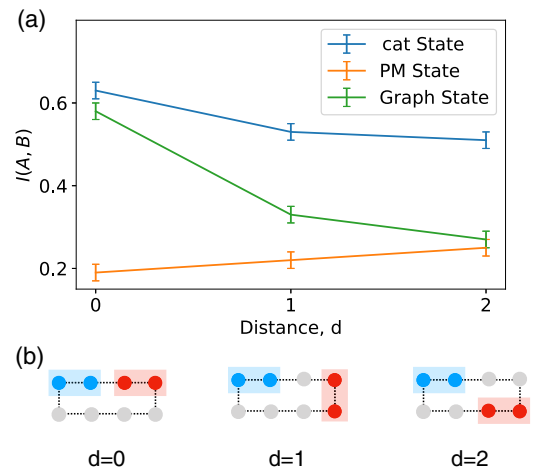 (a)
cat State
PM State
Graph State
I(A, B)
0.6
0.4
0.2
0 1 2
Distance, d
(b)
d=0 d=1 d=2